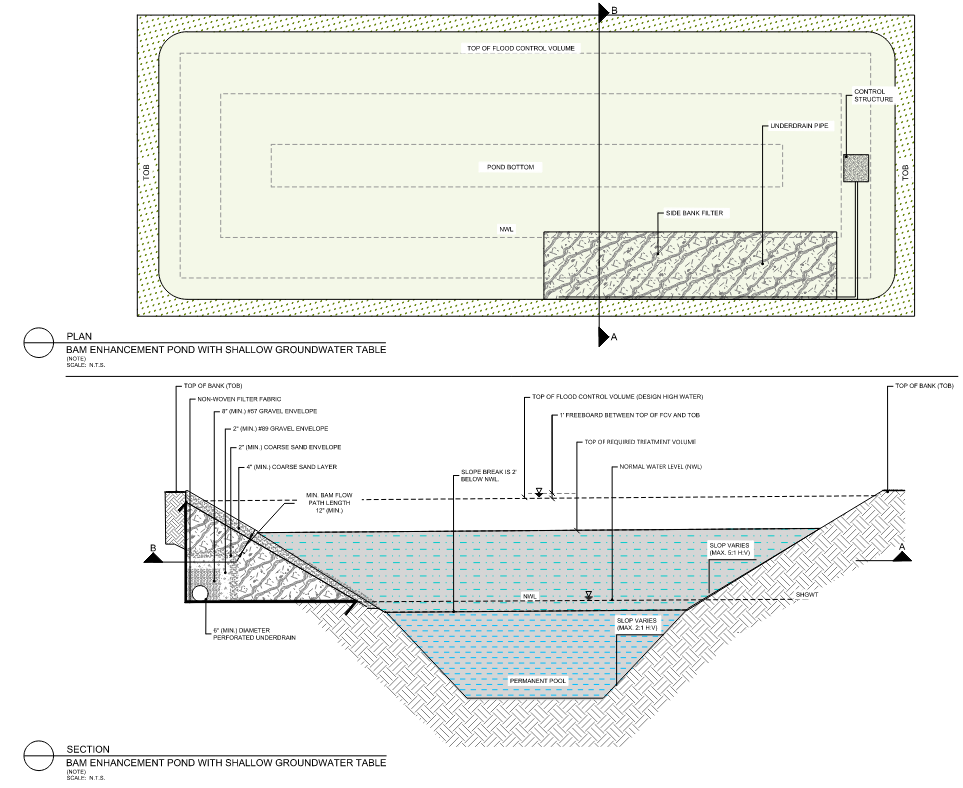 B
TOP OF FLOOD CONTROL VOLUME
CONTROL
STRUCTURE
UNDERDRAIN PIPE
TOB
POND BOTTOM
TOB
SIDE BANK FILTER
NWL
A
PLAN
BAM ENHANCEMENT POND WITH SHALLOW GROUNDWATER TABLE
(NOTE)
SCALE: N.T.S.
TOP OF BANK (TOB)
TOP OF BANK (TOB)
NON-WOVEN FILTER FABRIC
TOP OF FLOOD CONTROL VOLUME (DESIGN HIGH WATER)
8" (MIN.) #57 GRAVEL ENVELOPE
1' FREEBOARD BETWEEN TOP OF FCV AND TOB
2" (MIN.) #89 GRAVEL ENVELOPE
2" (MIN.) COARSE SAND ENVELOPE
TOP OF REQUIRED TREATMENT VOLUME
4" (MIN.) COARSE SAND LAYER
NORMAL WATER LEVEL (NWL)
SLOPE BREAK IS 2'
BELOW NWL
MIN. BAM FLOW
PATH LENGTH
12" (MIN.)
B
SLOP VARIES
(MAX. 5:1 H:V)
A
NWL
SHGWT
SLOP VARIES
(MAX. 2:1 H:V)
6" (MIN.) DIAMETER
PERFORATED UNDERDRAIN
PERMANENT POOL
SECTION
BAM ENHANCEMENT POND WITH SHALLOW GROUNDWATER TABLE
(NOTE)
SCALE: N.T.S.